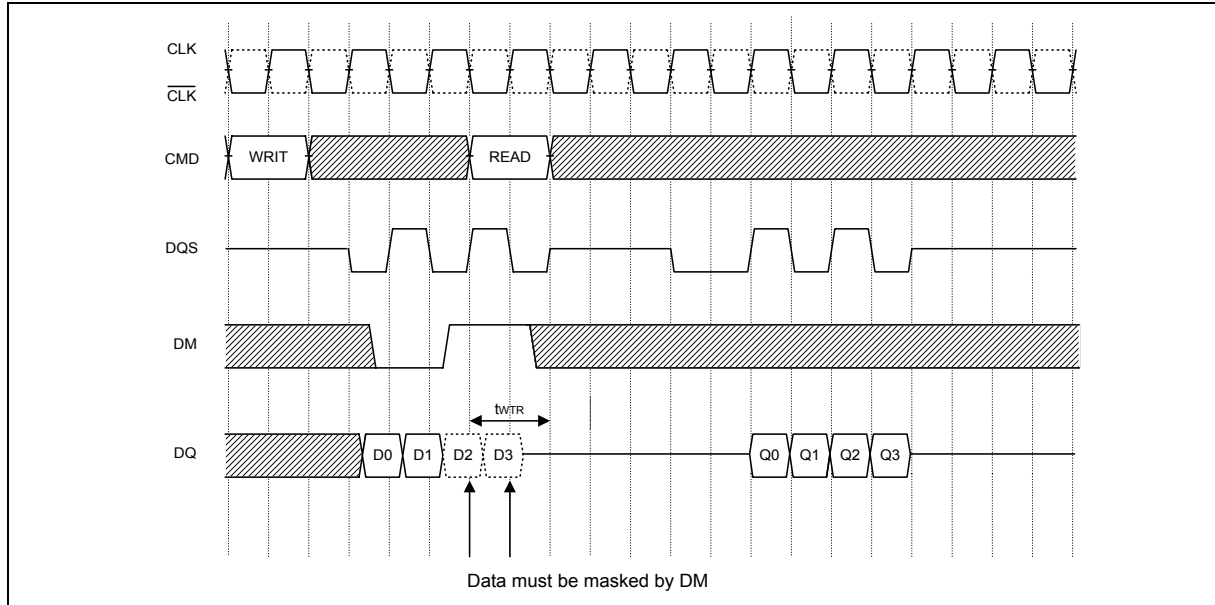 CLK
CLK
CMD WRIT READ
DQS
DM
tWTR
DQ D0 D1 D2 D3 Q0 Q1 Q2 Q3
Data must be masked by DM